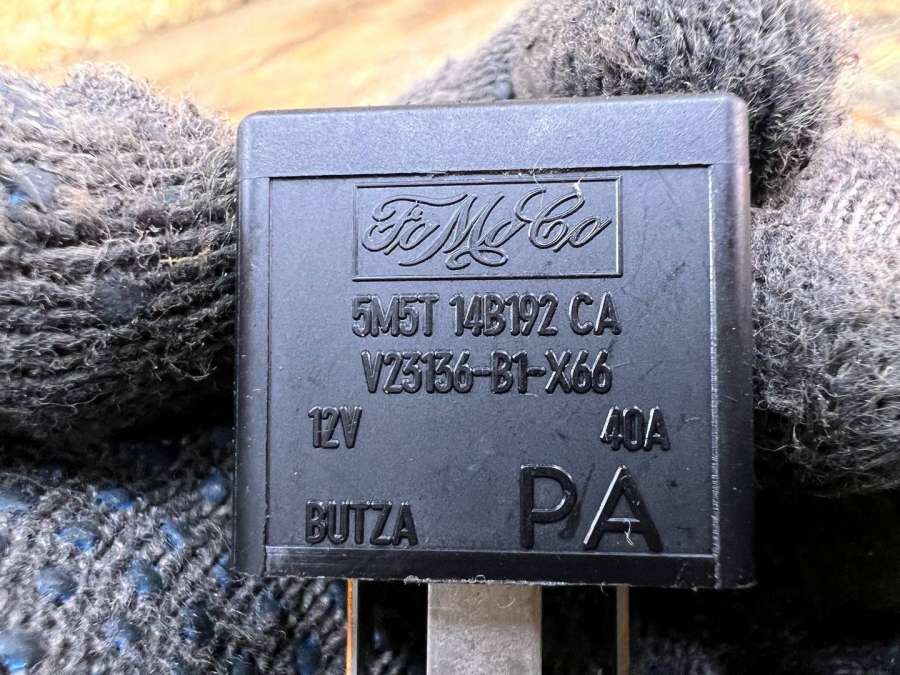 FoMoCo
5M5T 14B192 CA
V23136-B1-X66
12V 40A
BUTZA PA